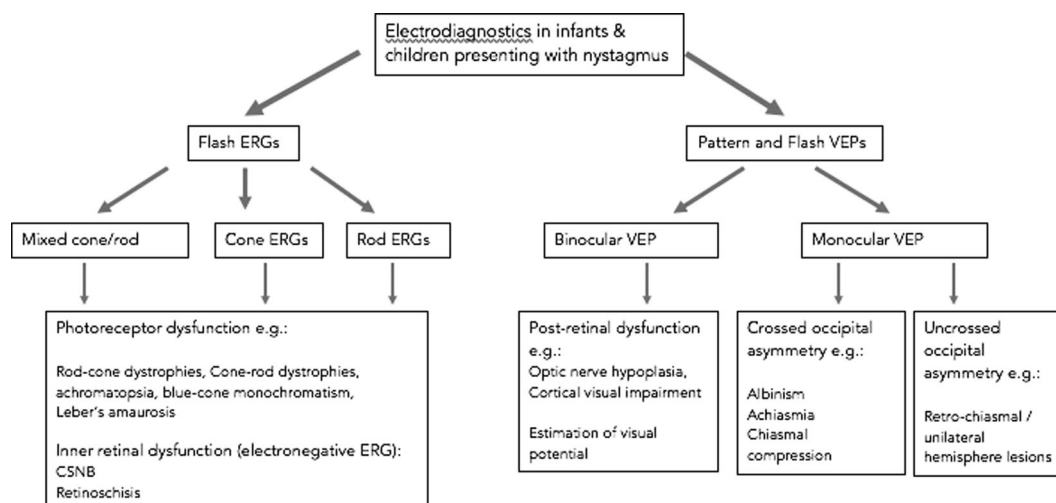 Electrodiagnostics in infants &
children presenting with nystagmus
Flash ERGs
Pattern and Flash VEPs
Mixed cone/rod
Cone ERGs
Rod ERGs
Binocular VEP
Monocular VEP
Photoreceptor dysfunction e.g.:
Rod-cone dystrophies, Cone-rod dystrophies,
achromatopsia, blue-cone monochromatism,
Leber's amaurosis
Inner retinal dysfunction (electronegative ERG):
CSNB
Retinoschisis
Post-retinal dysfunction
e.g.:
Optic nerve hypoplasia,
Cortical visual impairment
Estimation of visual
potential
Crossed occipital
asymmetry e.g.:
Albinism
Achiasmia
Chiasmal
compression
Uncrossed
occipital
asymmetry e.g.:
Retro-chiasmal /
unilateral
hemisphere lesions